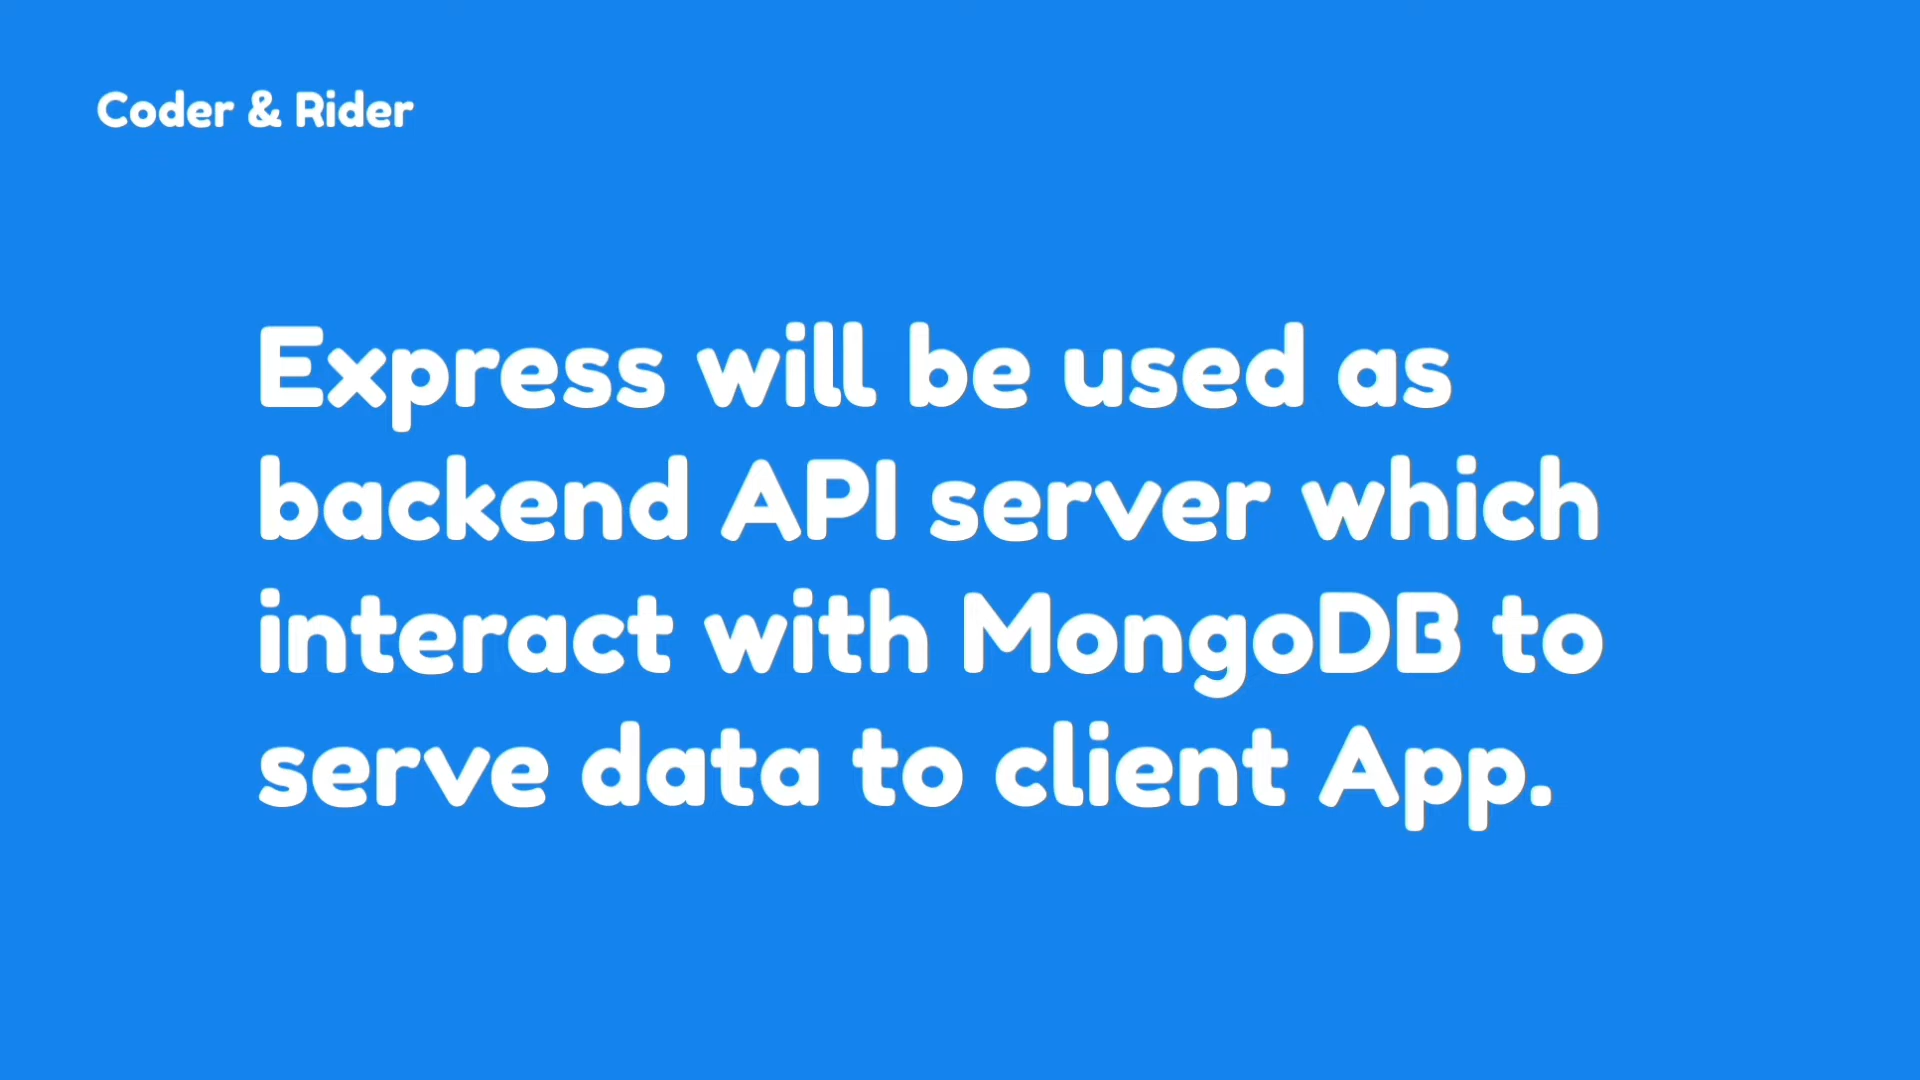 Coder & Rider
Express will be used as
backend API server which
interact with MongoDB to
serve data to client App.